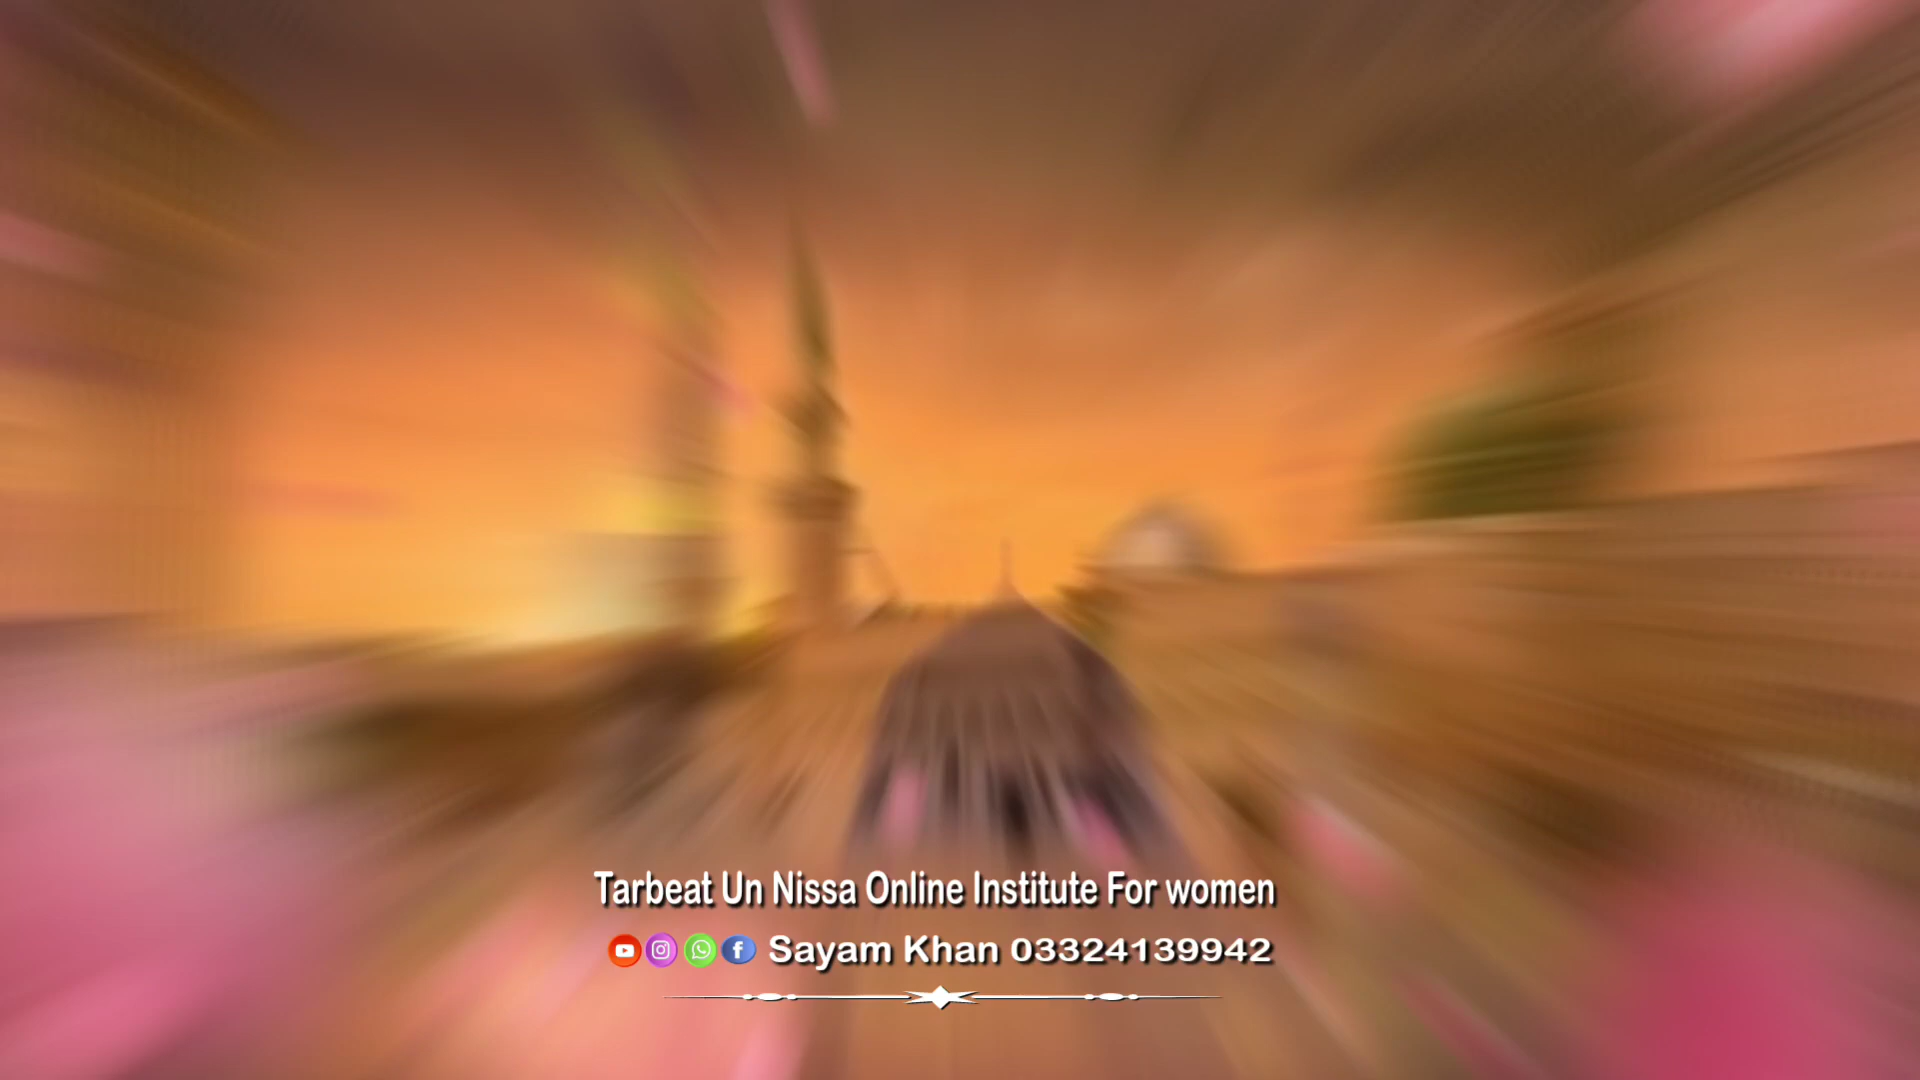 Tarbeat Un Nissa Online Institute For women
Sayam Khan 03324139942